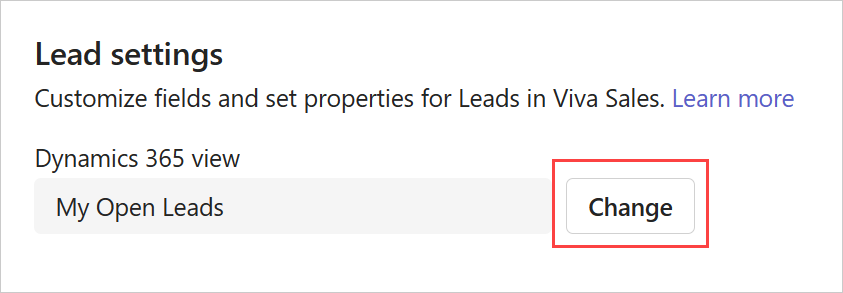 Lead settings
Customize fields and set properties for Leads in Viva Sales. Learn more
Dynamics 365 view
My Open Leads
Change